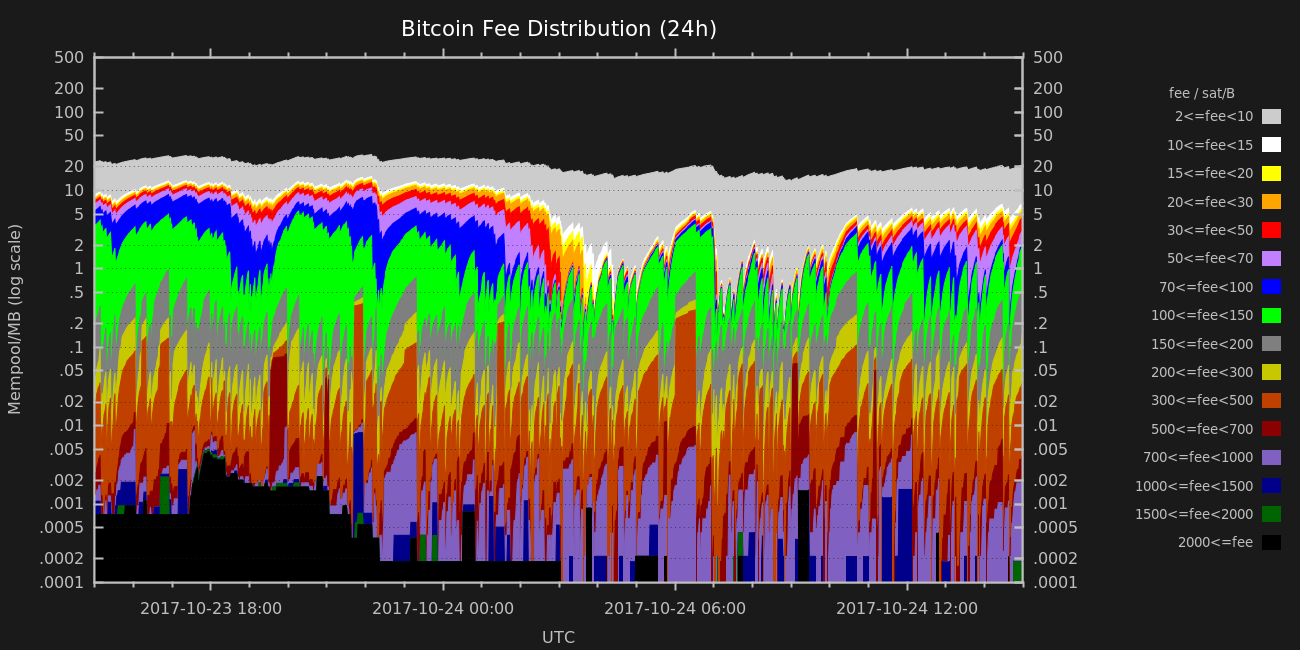 Bitcoin Fee Distribution (24h)
500
200
100
50
20
10
5
2
1
.5
.2
.1
.05
.02
.01
.005
.002
.001
.0005
.0002
.0001
Mempool/MB (log scale)
500
200
100
50
20
10
5
2
1
.5
.2
.1
.05
.02
.01
.005
.002
.001
.0005
.0002
.0001
2017-10-23 18:00
2017-10-24 00:00
2017-10-24 06:00
2017-10-24 12:00
UTC
fee / sat/B
2<=fee<10
10<=fee<15
15<=fee<20
20<=fee<30
30<=fee<50
50<=fee<70
70<=fee<100
100<=fee<150
150<=fee<200
200<=fee<300
300<=fee<500
500<=fee<700
700<=fee<1000
1000<=fee<1500
1500<=fee<2000
2000<=fee